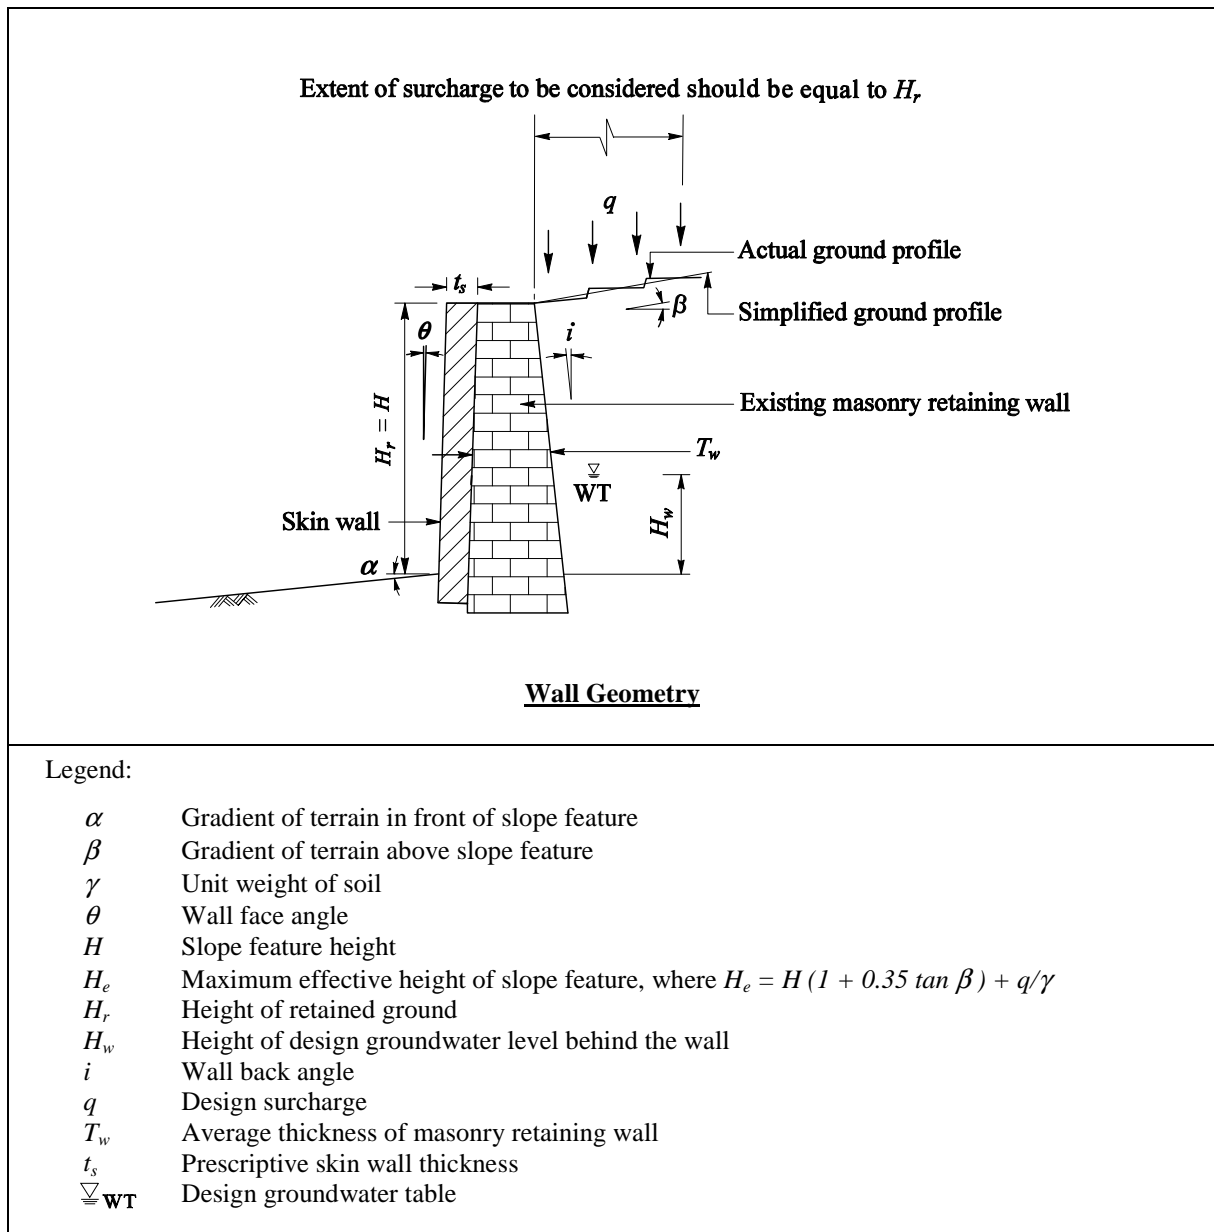 Extent of surcharge to be considered should be equal to Hr
q
Actual ground profile
ts
β
Simplified ground profile
θ
i
Hr = H
Existing masonry retaining wall
Tw
WT
Hw
Skin wall
α
Wall Geometry
Legend:
α Gradient of terrain in front of slope feature
β Gradient of terrain above slope feature
γ Unit weight of soil
θ Wall face angle
H Slope feature height
He Maximum effective height of slope feature, where He = H (1 + 0.35 tan β ) + q/γ
Hr Height of retained ground
Hw Height of design groundwater level behind the wall
i Wall back angle
q Design surcharge
Tw Average thickness of masonry retaining wall
ts Prescriptive skin wall thickness
WT Design groundwater table